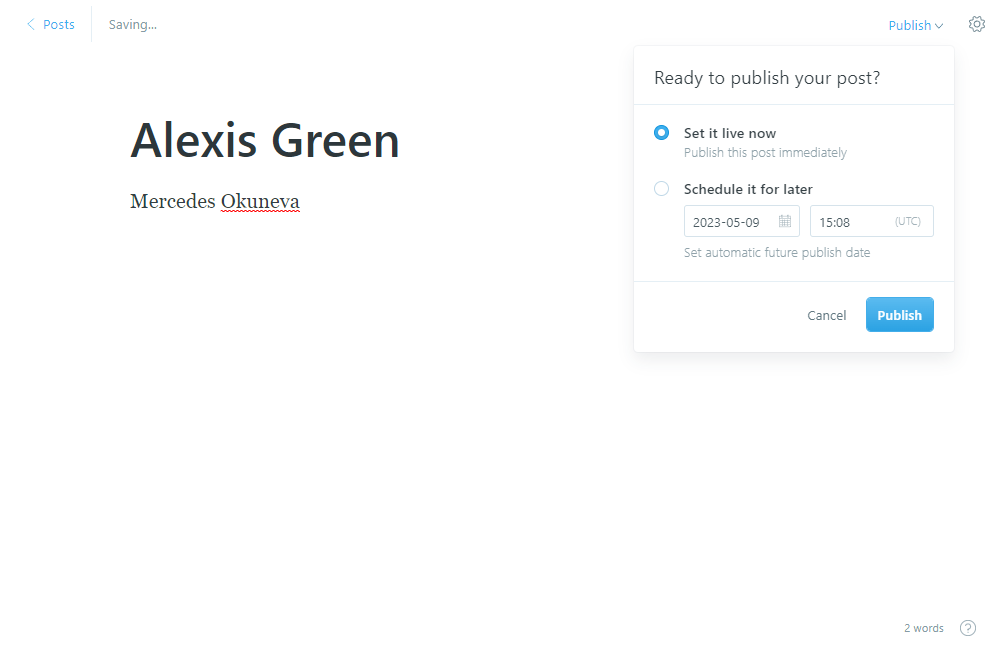 Posts
Saving...
Publish
Ready to publish your post?
Alexis Green
Mercedes Okuneva
Set it live now
Publish this post immediately
Schedule it for later
2023-05-09
15:08 (UTC)
Set automatic future publish date
Cancel
Publish
2 words
?